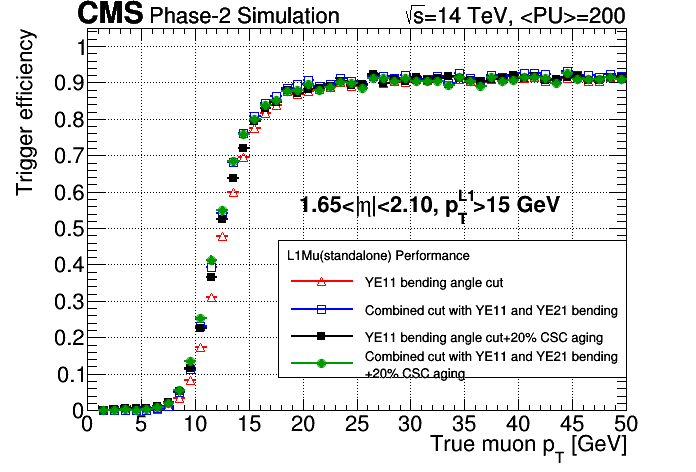 CMS Phase-2 Simulation √s=14 TeV, <PU>=200
Trigger efficiency
1
0.9
0.8
0.7
0.6
0.5
0.4
0.3
0.2
0.1
0
1.65<|η|<2.10, p_T^L1>15 GeV
L1Mu(standalone) Performance
YE11 bending angle cut
Combined cut with YE11 and YE21 bending
YE11 bending angle cut+20% CSC aging
Combined cut with YE11 and YE21 bending
+20% CSC aging
0 5 10 15 20 25 30 35 40 45 50
True muon p_T [GeV]